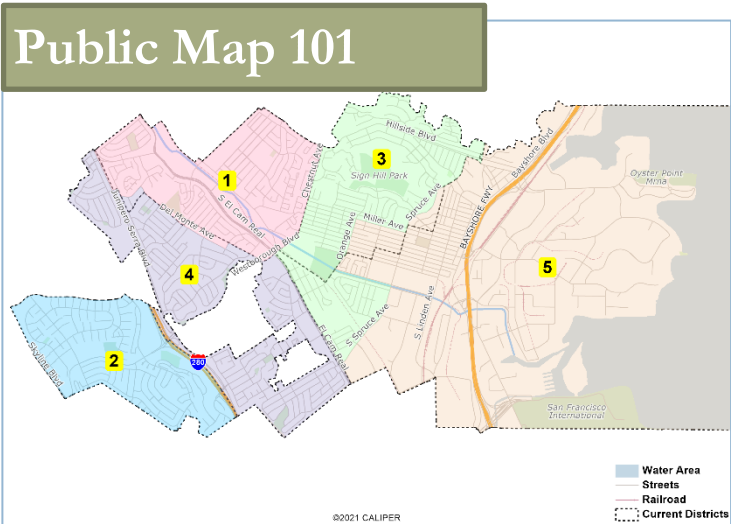 Public Map 101
Hillside Blvd
3
Sign Hill Park
1
Chestnut Ave
Bayshore Blvd
Oyster Point
Mrna
Junipero Serra Blvd
Del Monte Ave
S El Cam Real
Spruce Ave
Miller Ave
Orange Ave
BAYSHORE FWY
Westborough Blvd
4
5
S Linden Ave
S Spruce Ave
El Cam Real
Skyline Blvd
2
280
San Francisco
International
Water Area
Streets
Railroad
Current Districts
©2021 CALIPER